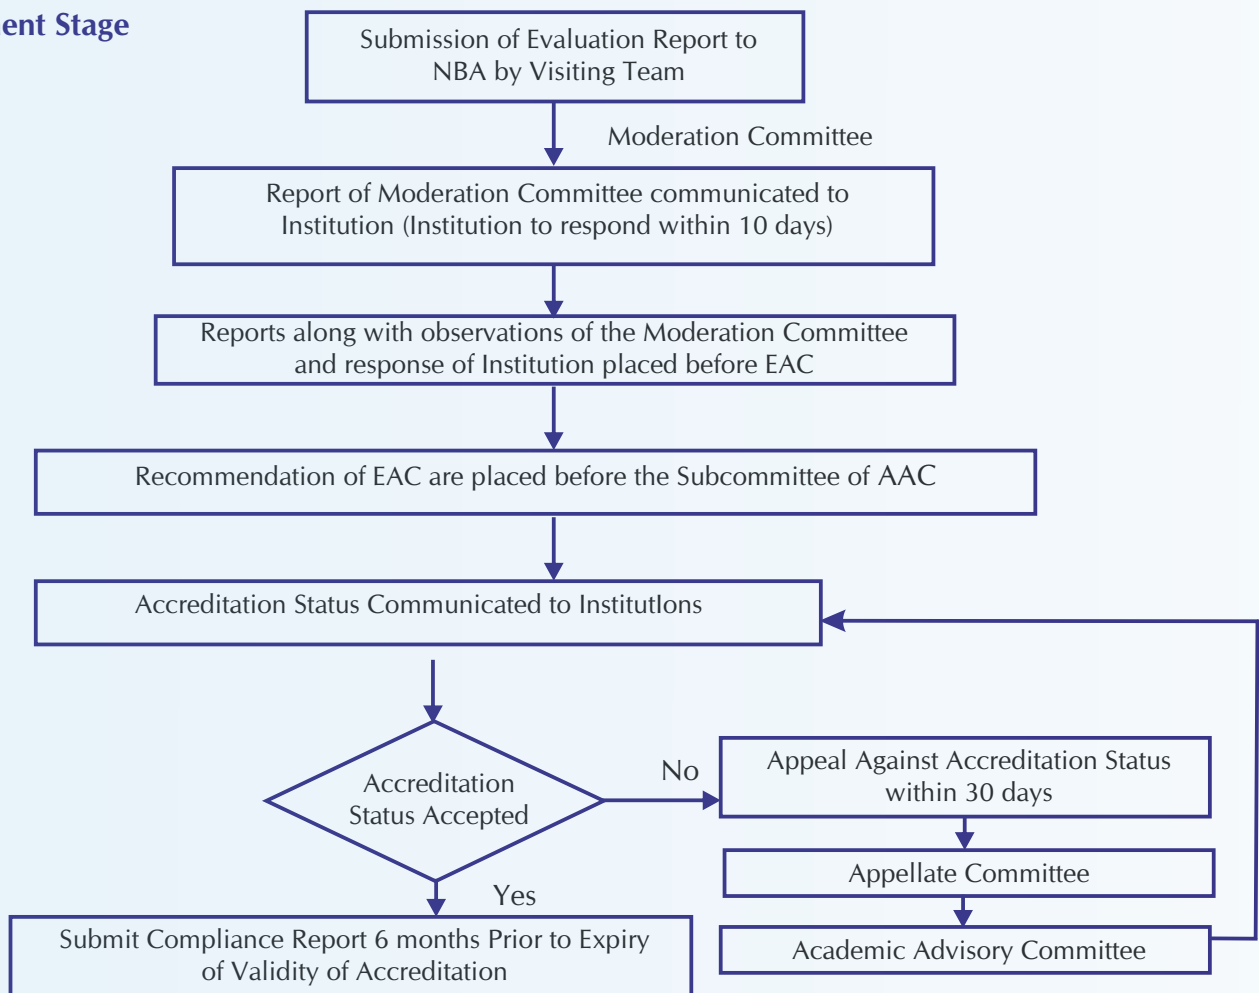 ent Stage
Submission of Evaluation Report to
NBA by Visiting Team
Moderation Committee
Report of Moderation Committee communicated to
Institution (Institution to respond within 10 days)
Reports along with observations of the Moderation Committee
and response of Institution placed before EAC
Recommendation of EAC are placed before the Subcommittee of AAC
Accreditation Status Communicated to InstitutIons
Accreditation
Status Accepted
No
Appeal Against Accreditation Status
within 30 days
Appellate Committee
Academic Advisory Committee
Yes
Submit Compliance Report 6 months Prior to Expiry
of Validity of Accreditation